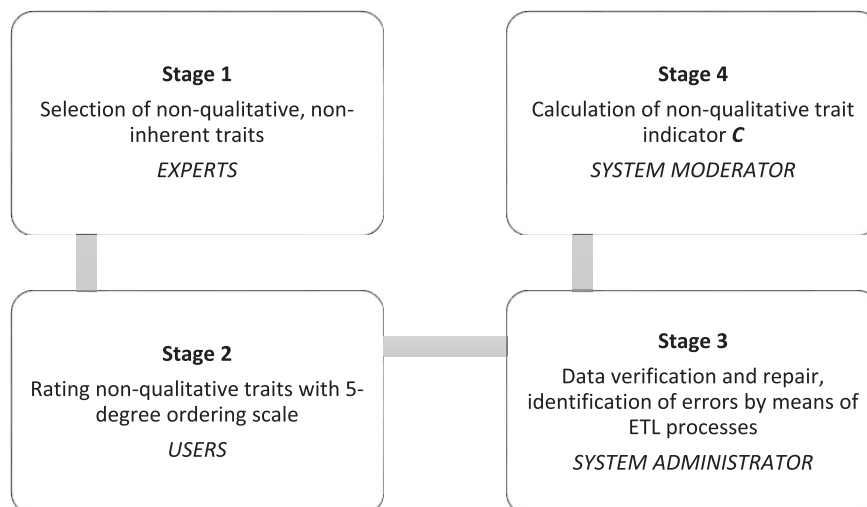 Stage 1
Selection of non-qualitative, non-
inherent traits
EXPERTS
Stage 2
Rating non-qualitative traits with 5-
degree ordering scale
USERS
Stage 3
Data verification and repair,
identification of errors by means of
ETL processes
SYSTEM ADMINISTRATOR
Stage 4
Calculation of non-qualitative trait
indicator C
SYSTEM MODERATOR